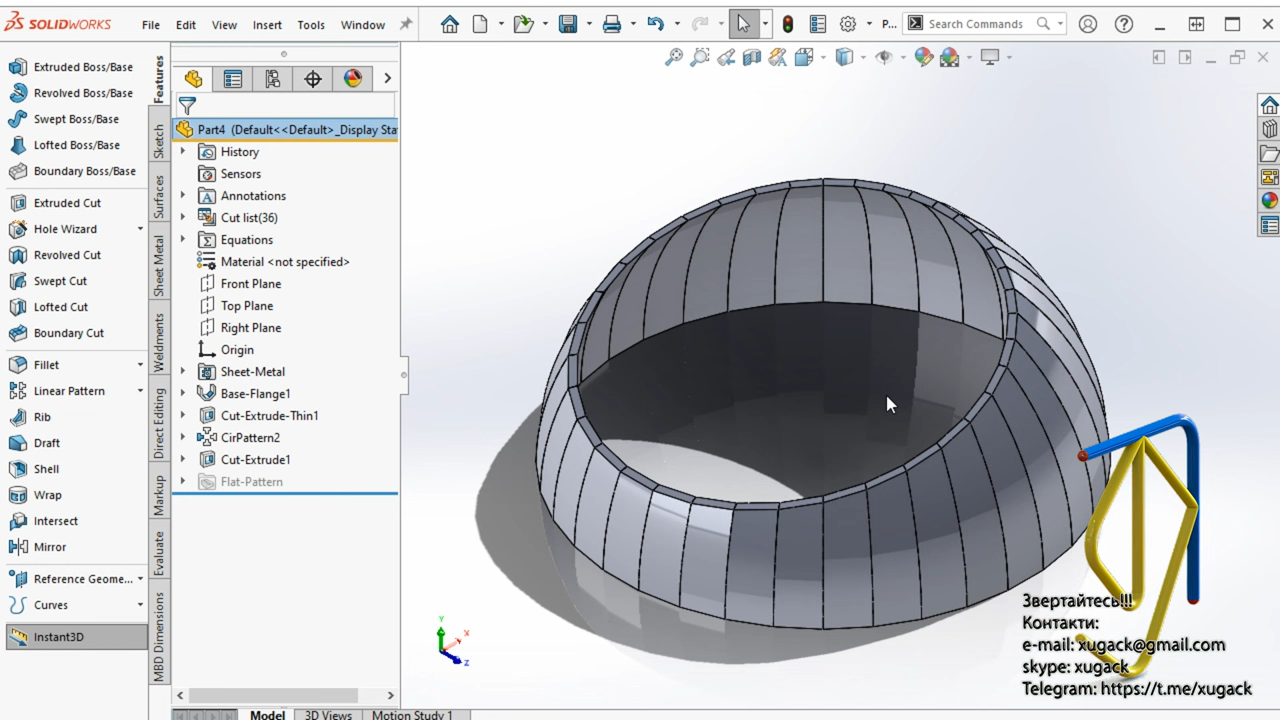 SOLIDWORKS File Edit View Insert Tools Window P... Search Commands
Extruded Boss/Base
Revolved Boss/Base
Swept Boss/Base
Lofted Boss/Base
Boundary Boss/Base
Extruded Cut
Hole Wizard
Revolved Cut
Swept Cut
Lofted Cut
Boundary Cut
Fillet
Linear Pattern
Rib
Draft
Shell
Wrap
Intersect
Mirror
Reference Geome...
Curves
Instant3D
Features
Sketch
Surfaces
Sheet Metal
Weldments
Direct Editing
Markup
Evaluate
MBD Dimensions
Part4 (Default<<Default>_Display Sta
History
Sensors
Annotations
Cut list(36)
Equations
Material <not specified>
Front Plane
Top Plane
Right Plane
Origin
Sheet-Metal
Base-Flange1
Cut-Extrude-Thin1
CirPattern2
Cut-Extrude1
Flat-Pattern
Y
X
Z
Звертайтесь!!!
Контакти:
e-mail: xugack@gmail.com
skype: xugack
Telegram: https://t.me/xugack
Model 3D Views Motion Study 1